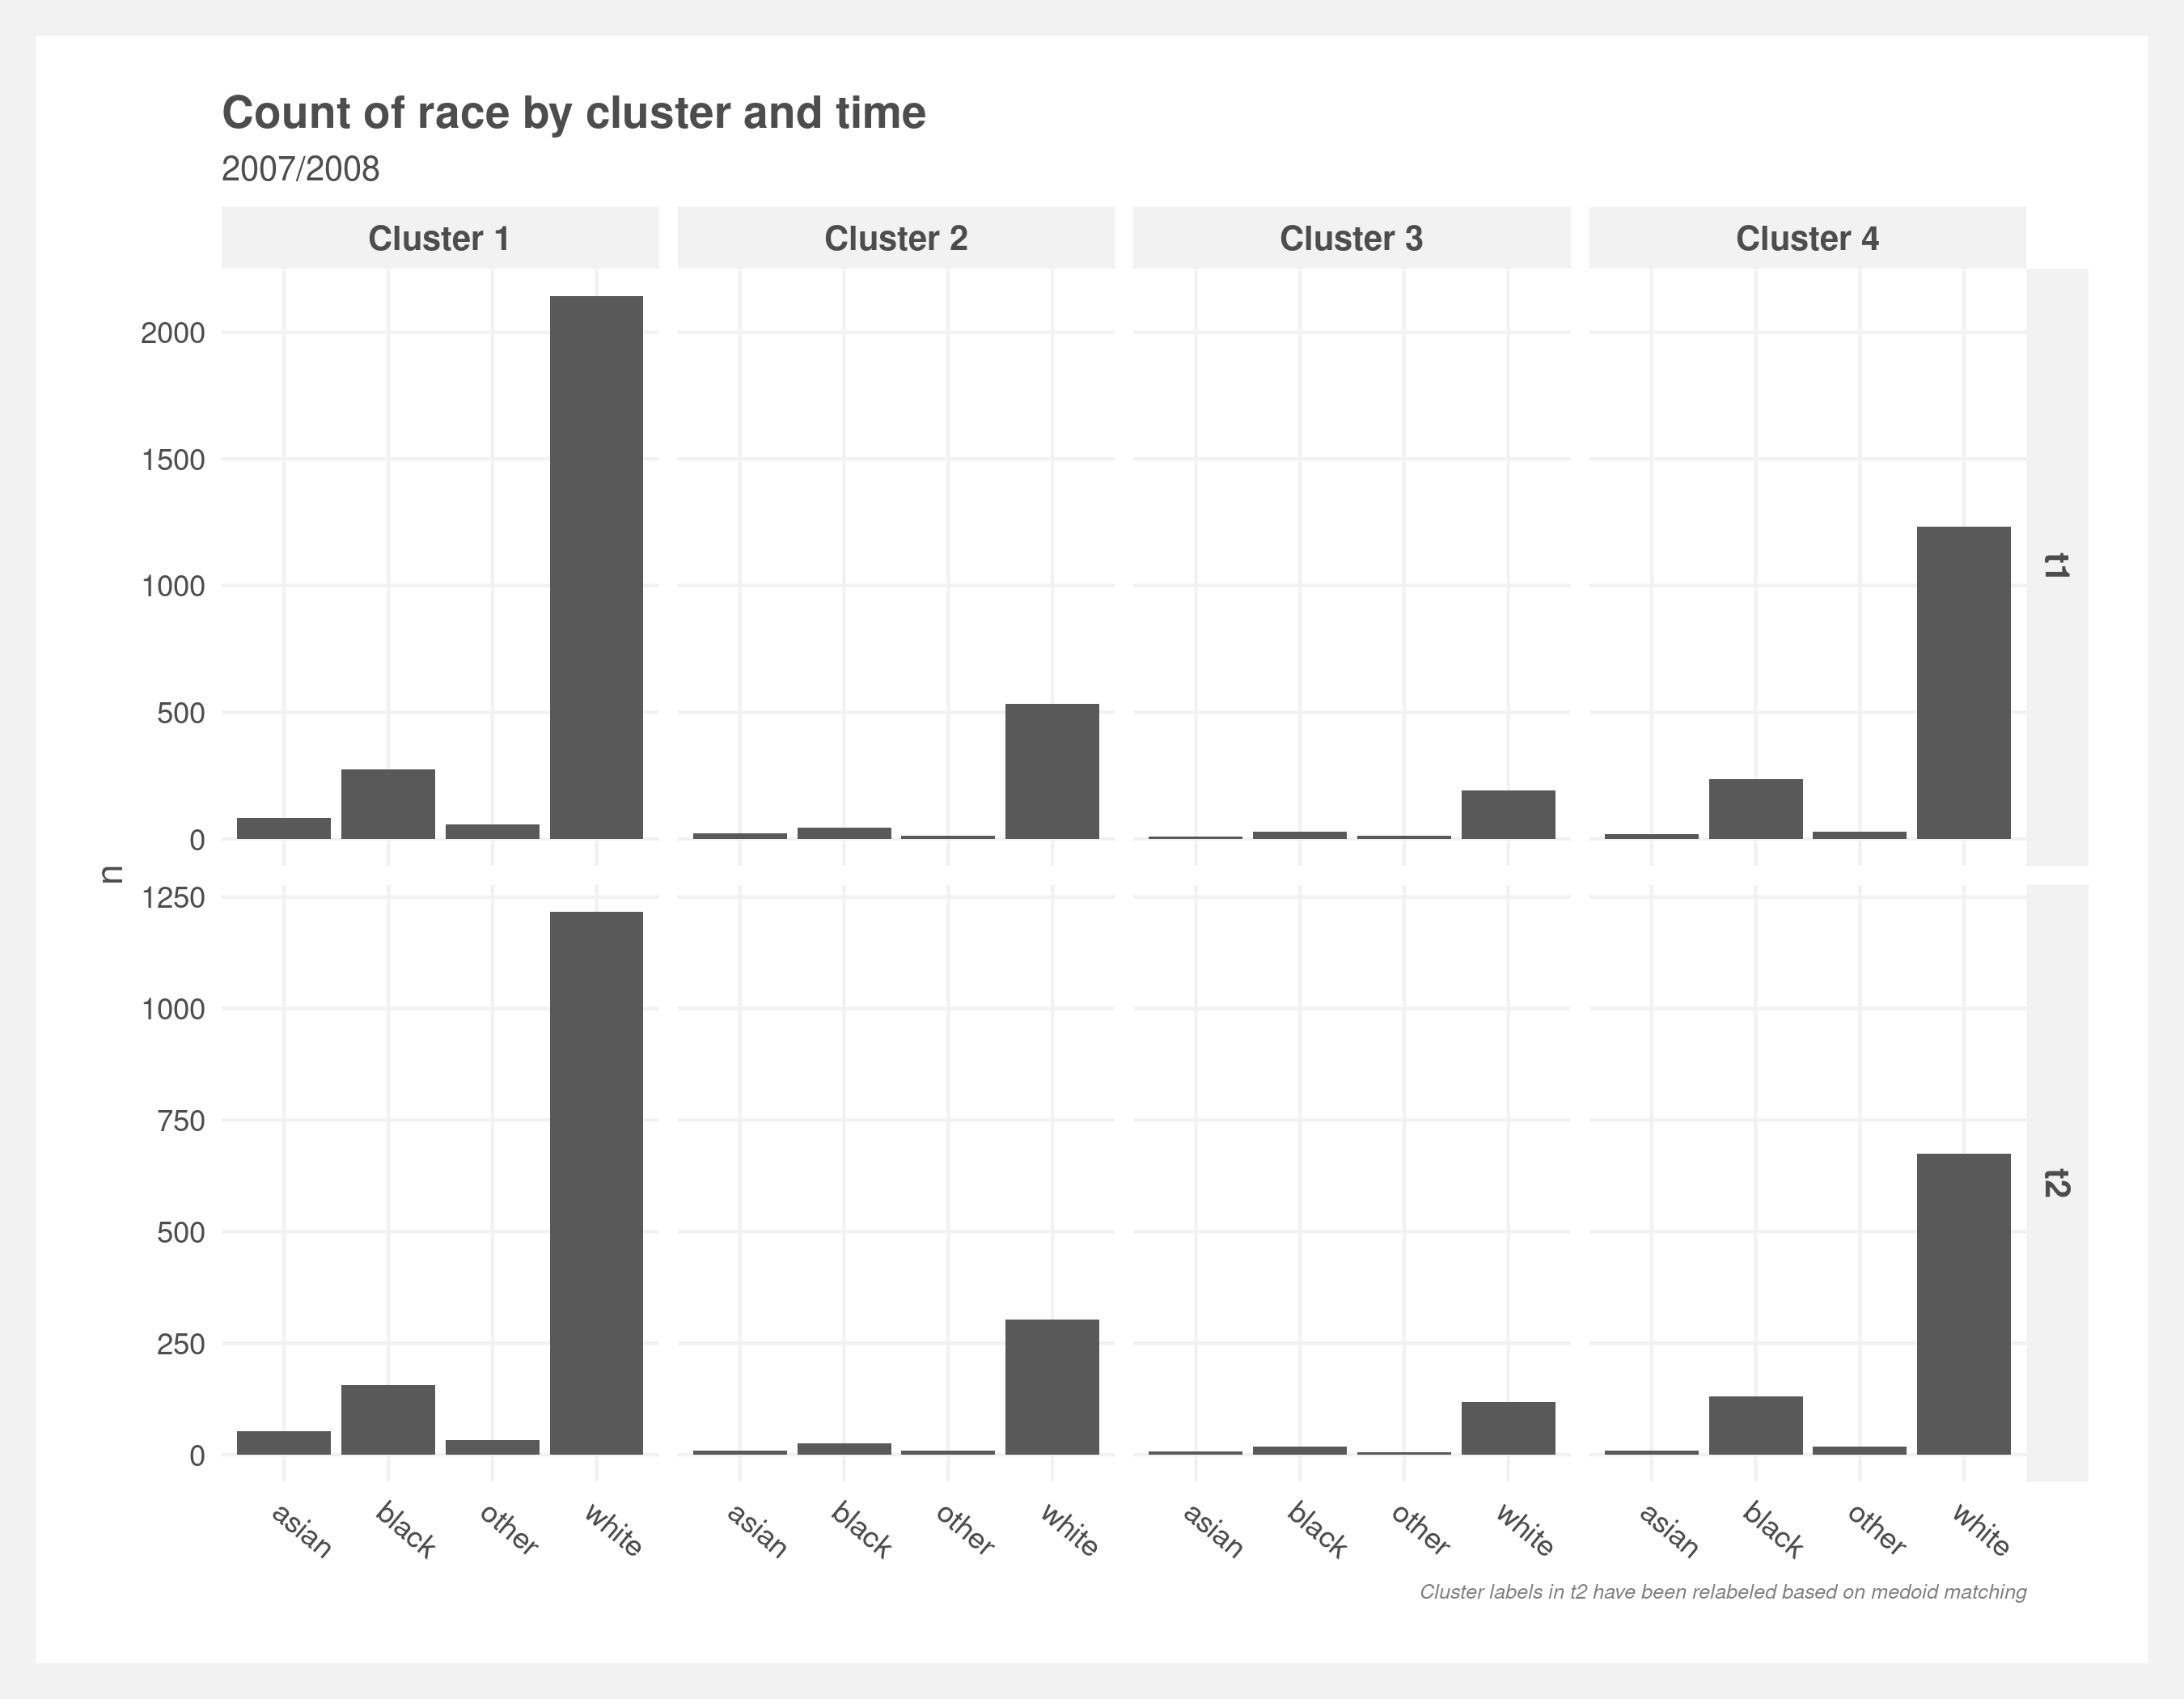 Count of race by cluster and time
2007/2008
Cluster 1 Cluster 2 Cluster 3 Cluster 4
2000
1500
1000
500
0
t1
n
1250
1000
750
500
250
0
t2
asian black other white asian black other white asian black other white asian black other white
Cluster labels in t2 have been relabeled based on medoid matching